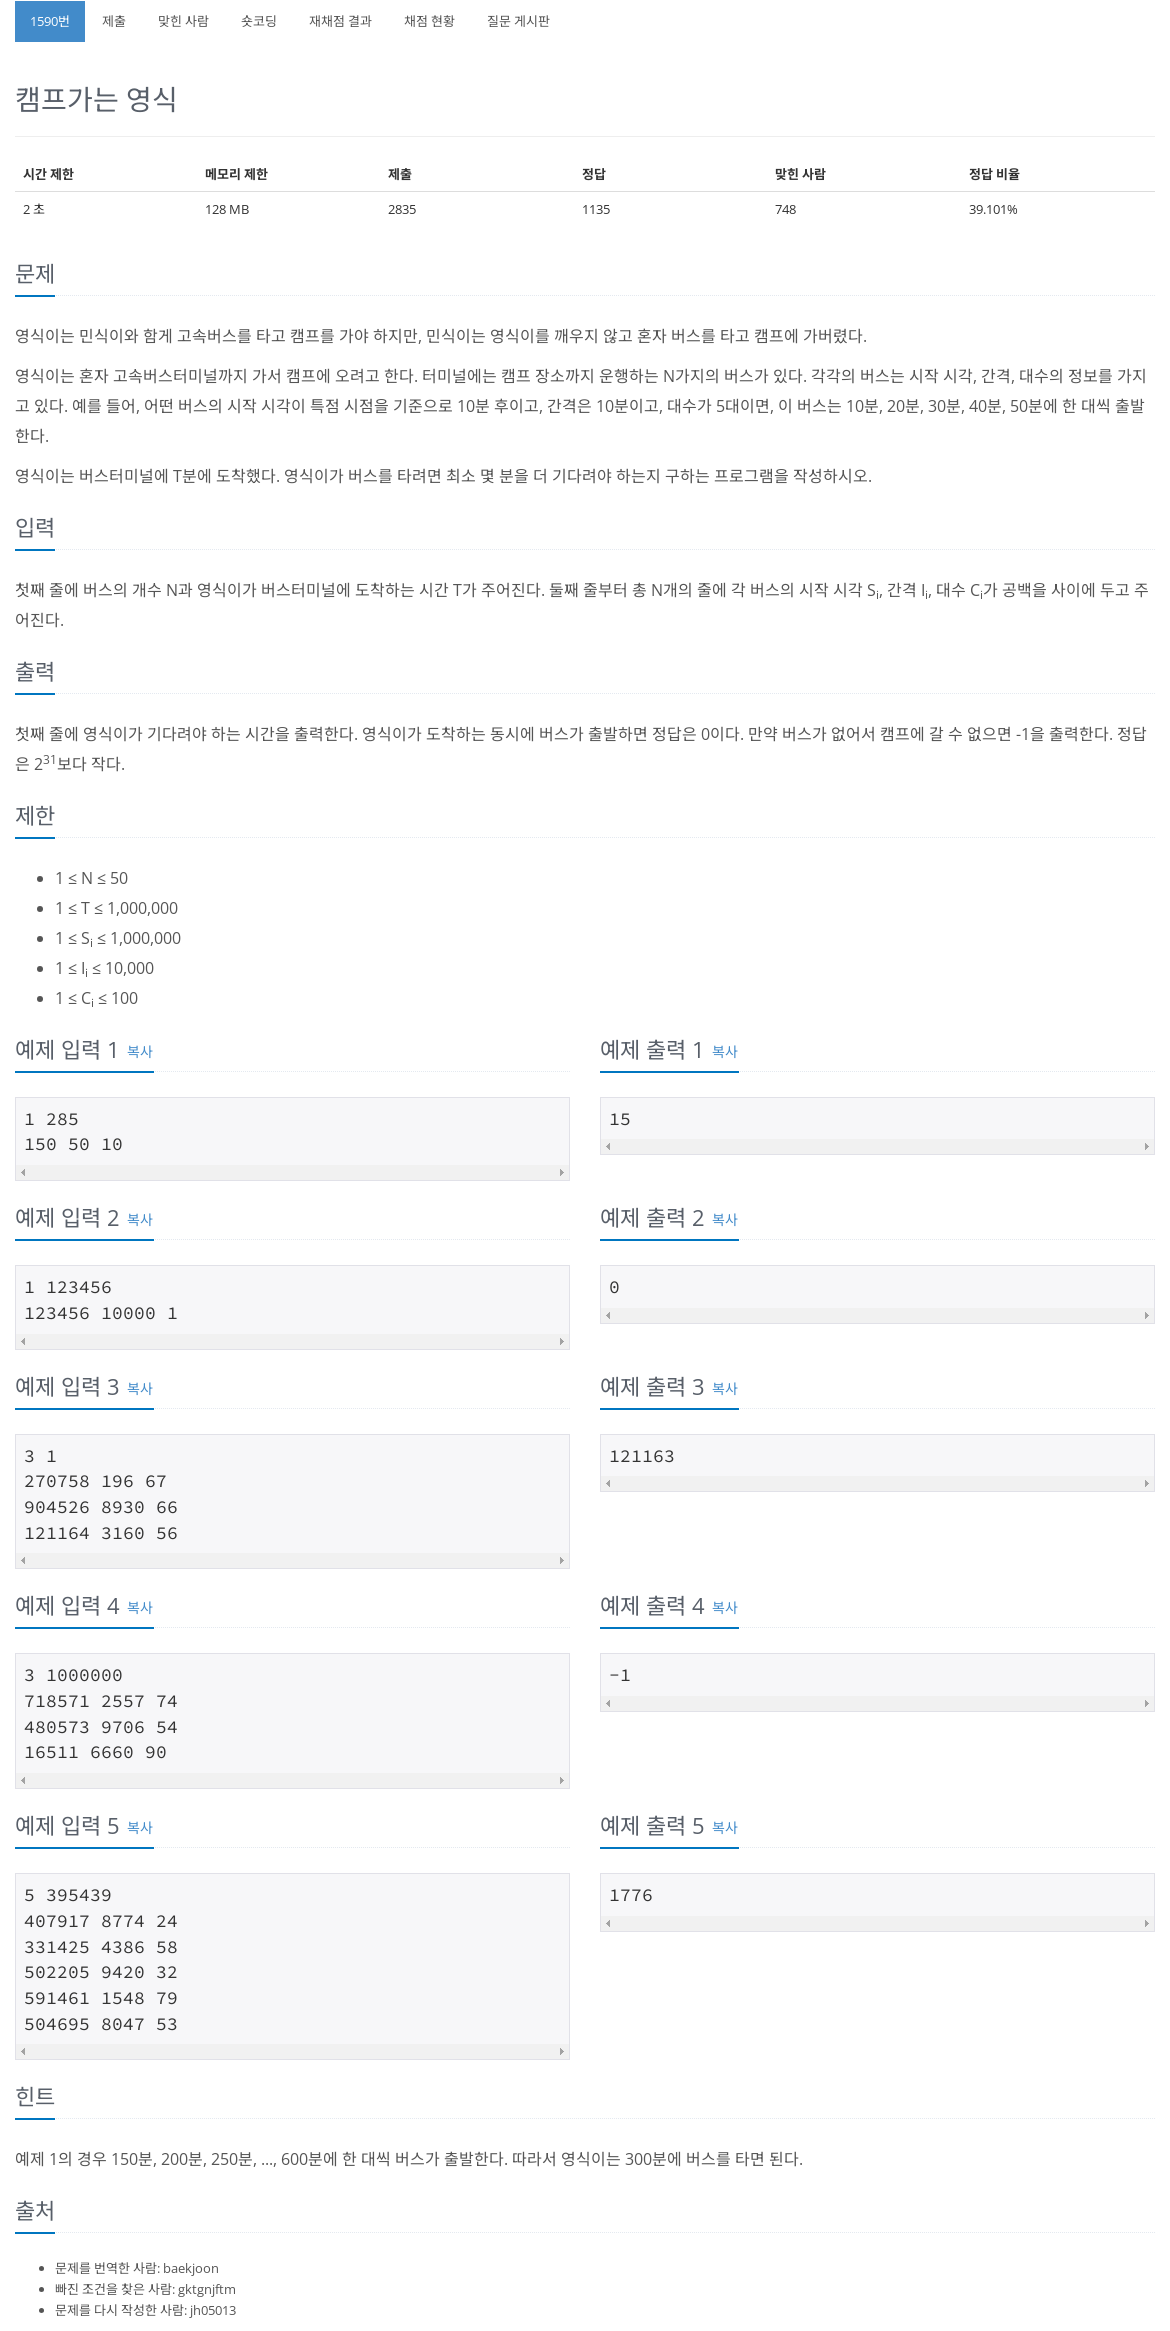 1590번 제출 맞힌 사람 숏코딩 재채점 결과 채점 현황 질문 게시판
캠프가는 영식
시간 제한 메모리 제한 제출 정답 맞힌 사람 정답 비율
2 초 128 MB 2835 1135 748 39.101%
문제
영식이는 민식이와 함께 고속버스를 타고 캠프를 가야 하지만, 민식이는 영식이를 깨우지 않고 혼자 버스를 타고 캠프에 가버렸다.
영식이는 혼자 고속버스터미널까지 가서 캠프에 오려고 한다. 터미널에는 캠프 장소까지 운행하는 N가지의 버스가 있다. 각각의 버스는 시작 시각, 간격, 대수의 정보를 가지
고 있다. 예를 들어, 어떤 버스의 시작 시각이 특점 시점을 기준으로 10분 후이고, 간격은 10분이고, 대수가 5대이면, 이 버스는 10분, 20분, 30분, 40분, 50분에 한 대씩 출발
한다.
영식이는 버스터미널에 T분에 도착했다. 영식이가 버스를 타려면 최소 몇 분을 더 기다려야 하는지 구하는 프로그램을 작성하시오.
입력
첫째 줄에 버스의 개수 N과 영식이가 버스터미널에 도착하는 시간 T가 주어진다. 둘째 줄부터 총 N개의 줄에 각 버스의 시작 시각 Si, 간격 Ii, 대수 Ci가 공백을 사이에 두고 주
어진다.
출력
첫째 줄에 영식이가 기다려야 하는 시간을 출력한다. 영식이가 도착하는 동시에 버스가 출발하면 정답은 0이다. 만약 버스가 없어서 캠프에 갈 수 없으면 -1을 출력한다. 정답
은 2^31보다 작다.
제한
• 1 ≤ N ≤ 50
• 1 ≤ T ≤ 1,000,000
• 1 ≤ Si ≤ 1,000,000
• 1 ≤ Ii ≤ 10,000
• 1 ≤ Ci ≤ 100
예제 입력 1 복사
1 285
150 50 10
예제 출력 1 복사
15
예제 입력 2 복사
1 123456
123456 10000 1
예제 출력 2 복사
0
예제 입력 3 복사
3 1
270758 196 67
904526 8930 66
121164 3160 56
예제 출력 3 복사
121163
예제 입력 4 복사
3 1000000
718571 2557 74
480573 9706 54
16511 6660 90
예제 출력 4 복사
-1
예제 입력 5 복사
5 395439
407917 8774 24
331425 4386 58
502205 9420 32
591461 1548 79
504695 8047 53
예제 출력 5 복사
1776
힌트
예제 1의 경우 150분, 200분, 250분, ..., 600분에 한 대씩 버스가 출발한다. 따라서 영식이는 300분에 버스를 타면 된다.
출처
• 문제를 번역한 사람: baekjoon
• 빠진 조건을 찾은 사람: gktgnjftm
• 문제를 다시 작성한 사람: jh05013